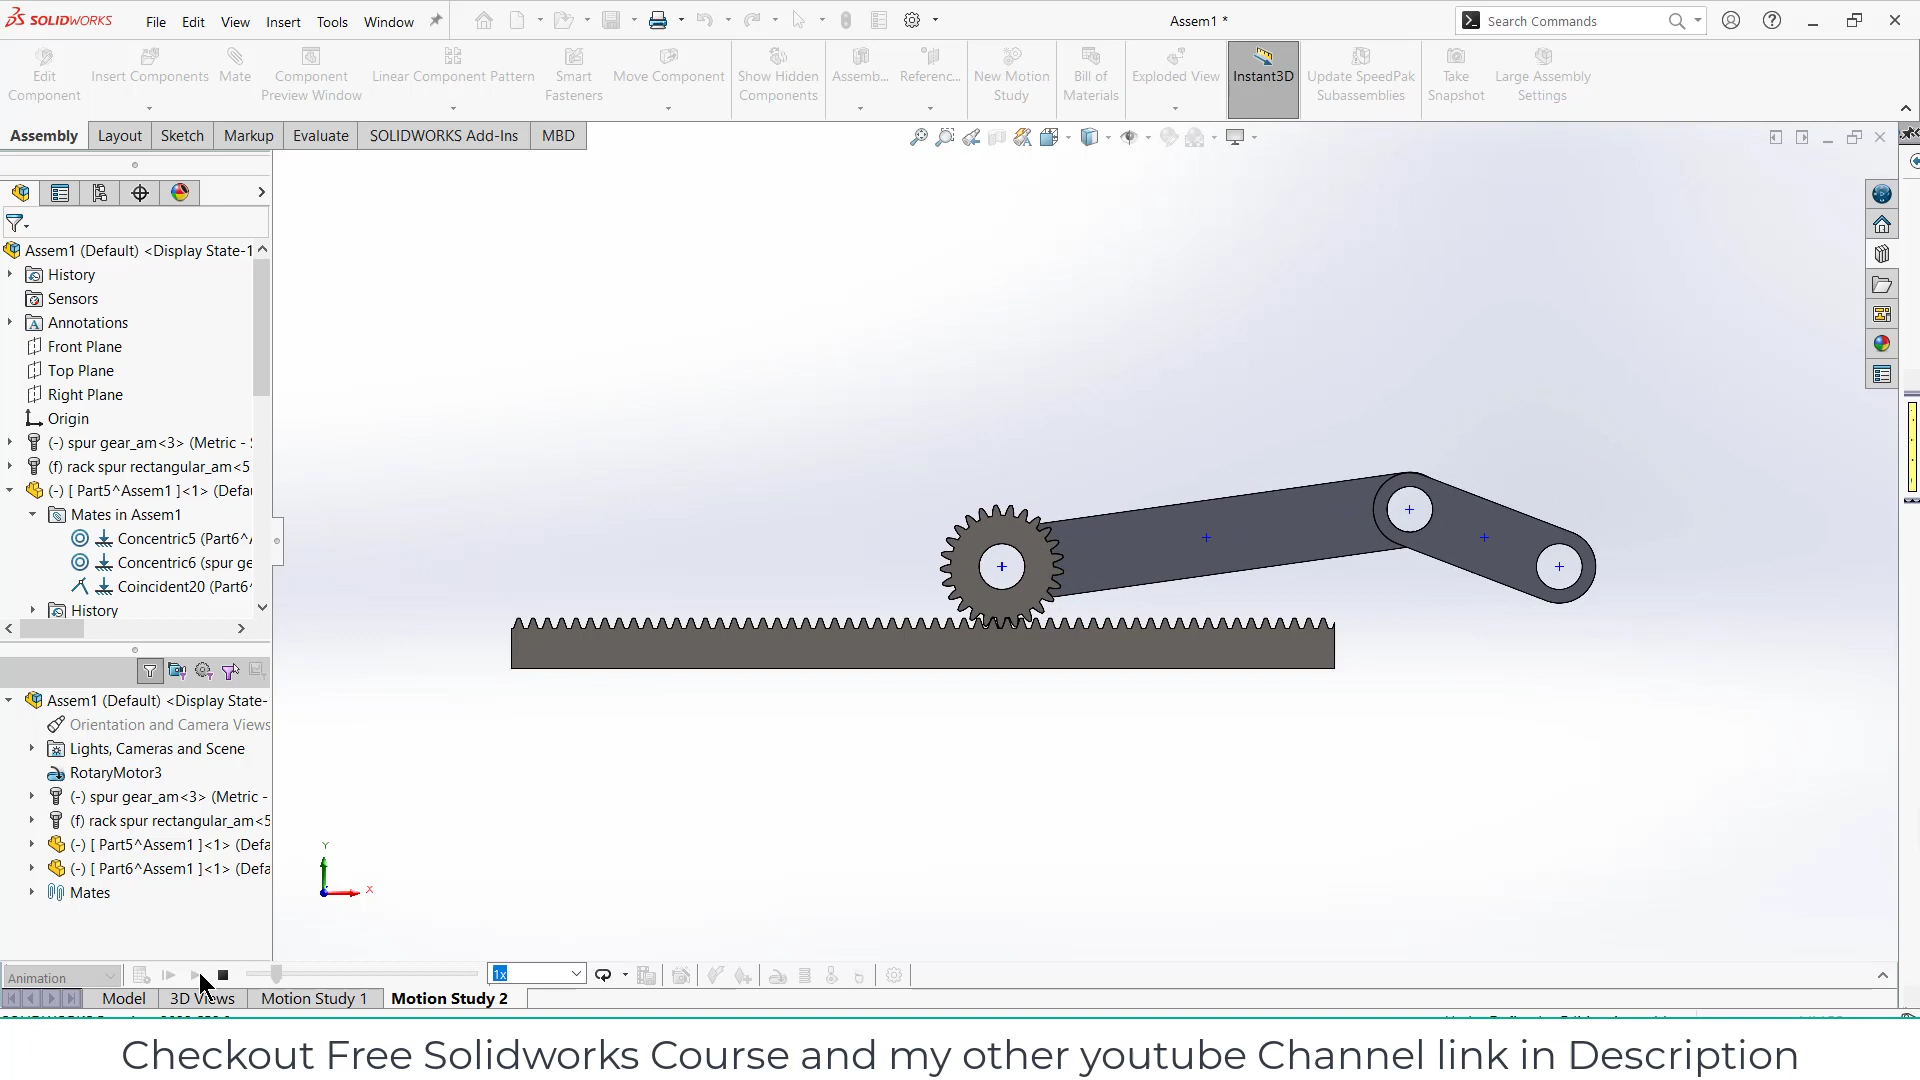 SOLIDWORKS File Edit View Insert Tools Window Assem1 * Search Commands
Edit Component
Insert Components
Mate
Component Preview Window
Linear Component Pattern
Smart Fasteners
Move Component
Show Hidden Components
Assemb...
Referenc...
New Motion Study
Bill of Materials
Exploded View
Instant3D
Update SpeedPak Subassemblies
Take Snapshot
Large Assembly Settings
Assembly Layout Sketch Markup Evaluate SOLIDWORKS Add-Ins MBD
Assem1 (Default) <Display State-1
History
Sensors
Annotations
Front Plane
Top Plane
Right Plane
Origin
(-) spur gear_am<3> (Metric -
(f) rack spur rectangular_am<5
(-) [ Part5^Assem1 ]<1> (Defau
Mates in Assem1
Concentric5 (Part6^
Concentric6 (spur ge
Coincident20 (Part6^
History
Assem1 (Default) <Display State-
Orientation and Camera Views
Lights, Cameras and Scene
RotaryMotor3
(-) spur gear_am<3> (Metric -
(f) rack spur rectangular_am<5
(-) [ Part5^Assem1 ]<1> (Defa
(-) [ Part6^Assem1 ]<1> (Defa
Mates
Y
X
Animation 1x
Model 3D Views Motion Study 1 Motion Study 2
Checkout Free Solidworks Course and my other youtube Channel link in Description